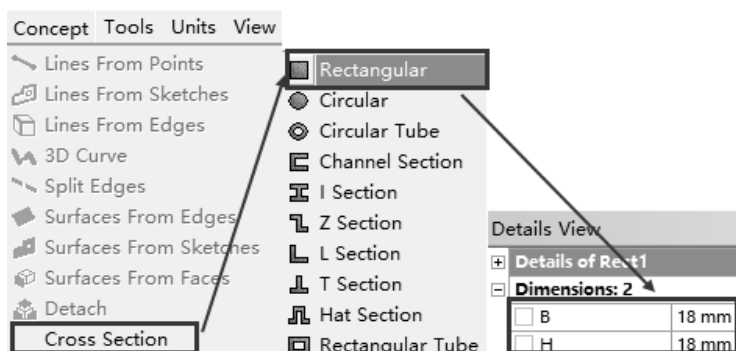 Concept Tools Units View
Lines From Points
Lines From Sketches
Lines From Edges
3D Curve
Split Edges
Surfaces From Edges
Surfaces From Sketches
Surfaces From Faces
Detach
Cross Section
Rectangular
Circular
Circular Tube
Channel Section
I Section
Z Section
L Section
T Section
Hat Section
Rectangular Tube
Details View
Details of Rect1
Dimensions: 2
B 18 mm
H 18 mm